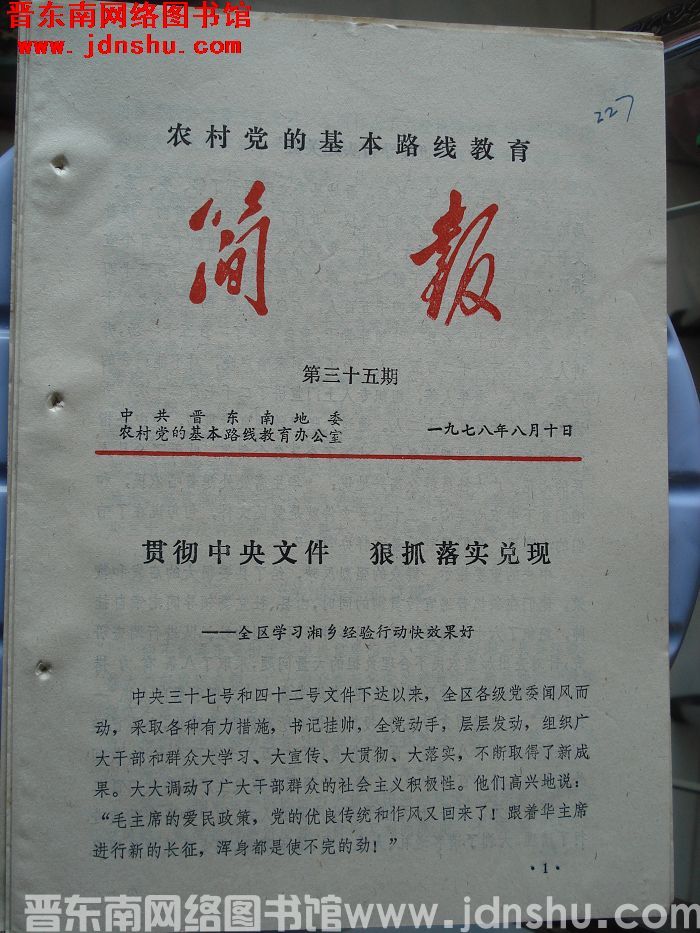 晋东南网络图书馆
www.jdnshu.com
227
农村党的基本路线教育
简报
第三十五期
中共晋东南地委
农村党的基本路线教育办公室
一九七八年八月十日
贯彻中央文件 狠抓落实兑现
——全区学习湘乡经验行动快效果好
中央三十七号和四十二号文件下达以来，全区各级党委闻风而
动，采取各种有力措施，书记挂帅，全党动手，层层发动，组织广
大干部和群众大学习、大宣传、大贯彻、大落实，不断取得了新成
果。大大调动了广大干部群众的社会主义积极性。他们高兴地说：
“毛主席的爱民政策，党的优良传统和作风又回来了！跟着华主席
进行新的长征，浑身都是使不完的劲！”
·1·
晋东南网络图书馆www.jdnshu.com